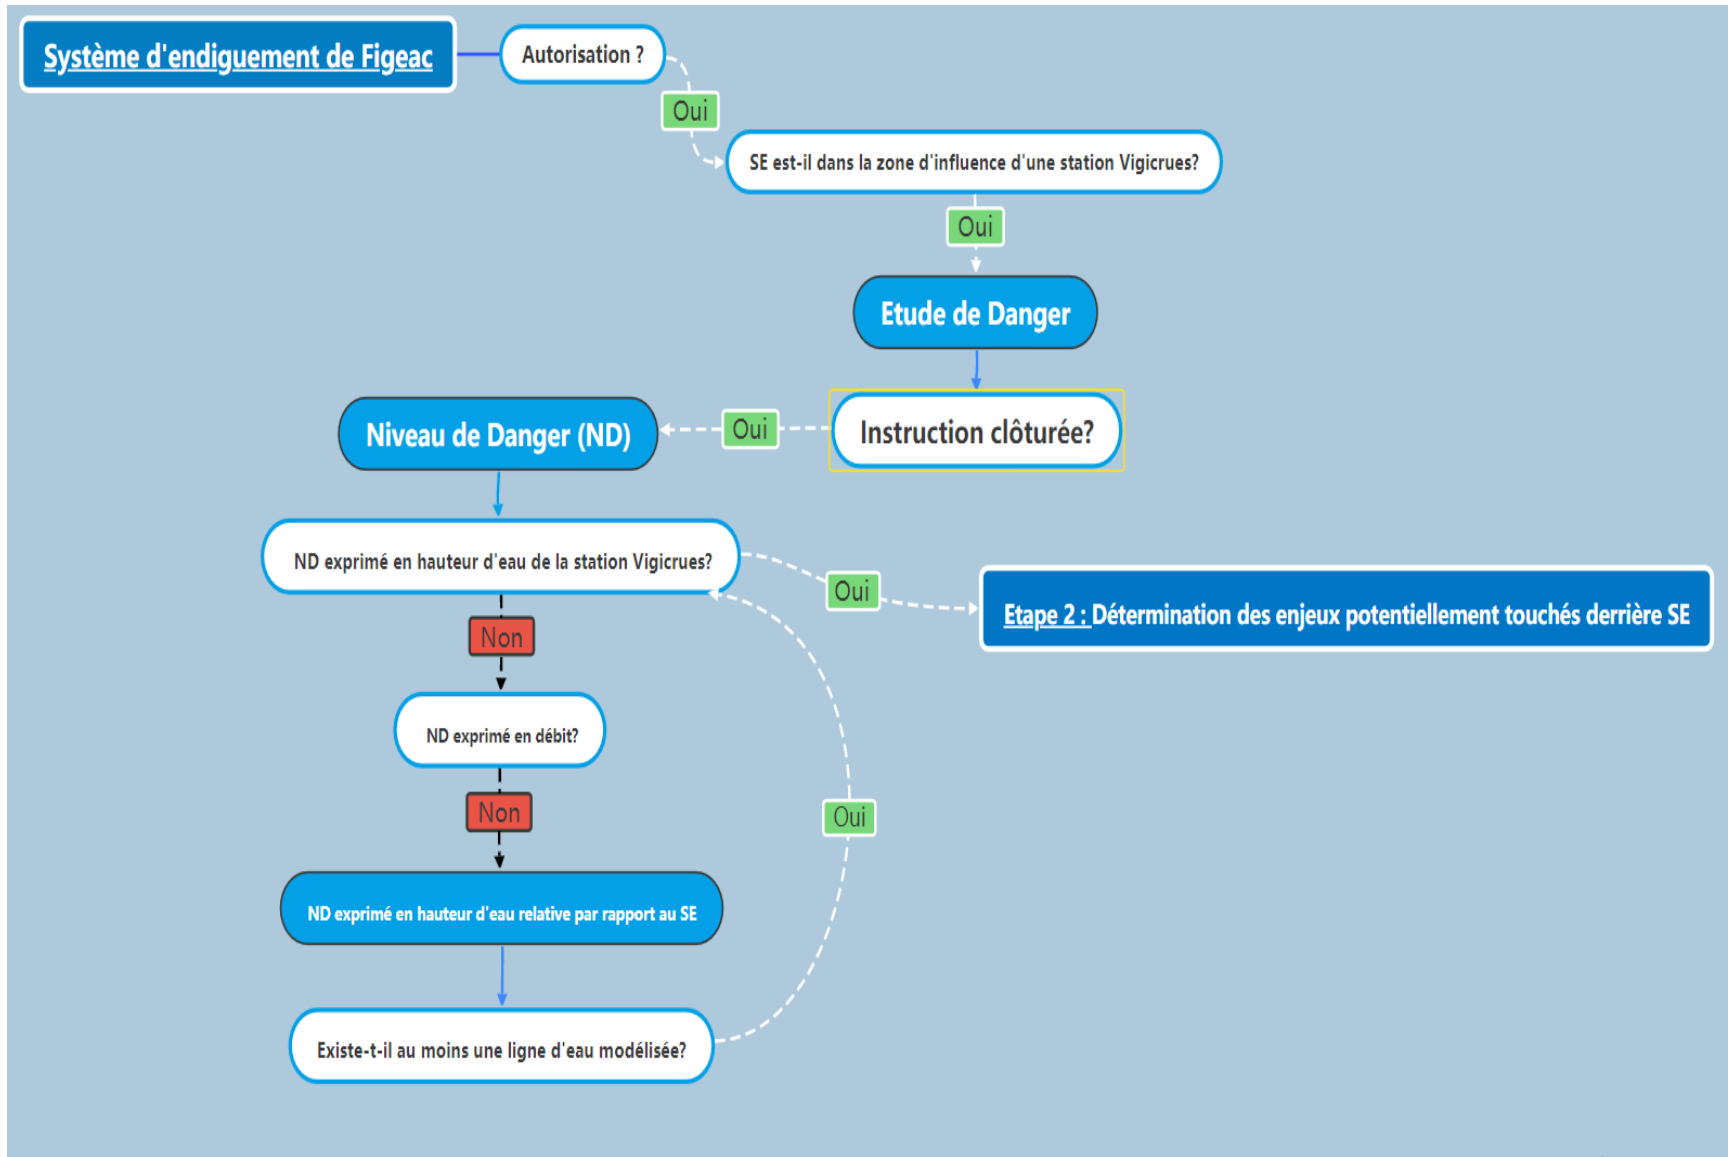 Système d'endiguement de Figeac
Autorisation ?
Oui
SE est-il dans la zone d'influence d'une station Vigicrues?
Oui
Etude de Danger
Instruction clôturée?
Oui
Niveau de Danger (ND)
ND exprimé en hauteur d'eau de la station Vigicrues?
Oui
Etape 2 : Détermination des enjeux potentiellement touchés derrière SE
Non
ND exprimé en débit?
Non
Oui
ND exprimé en hauteur d'eau relative par rapport au SE
Existe-t-il au moins une ligne d'eau modélisée?